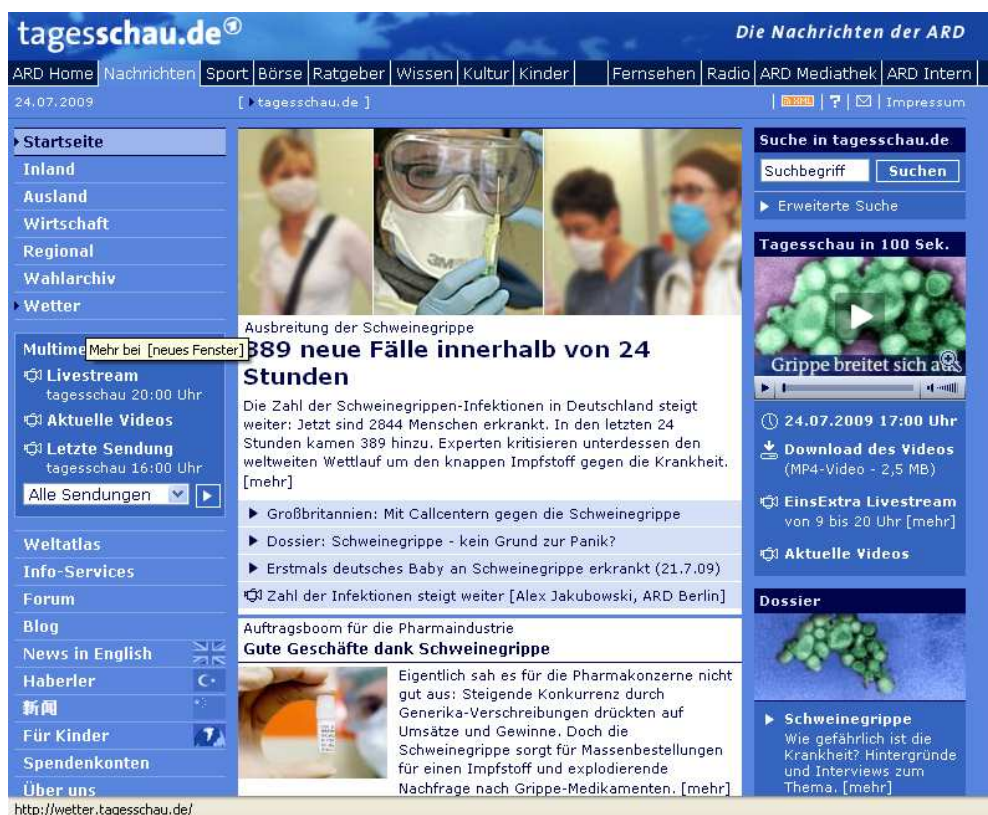 tagesschau.de®
Die Nachrichten der ARD
ARD Home Nachrichten Sport Börse Ratgeber Wissen Kultur Kinder Fernsehen Radio ARD Mediathek ARD Intern
24.07.2009 [ tagesschau.de ] | XML | ? | | Impressum
Startseite
Inland
Ausland
Wirtschaft
Regional
Wahlarchiv
Wetter
Mehr bei [neues Fenster]
Multime
Livestream
tagesschau 20:00 Uhr
Aktuelle Videos
Letzte Sendung
tagesschau 16:00 Uhr
Alle Sendungen
Weltatlas
Info-Services
Forum
Blog
News in English
Haberler
新闻
Für Kinder
Spendenkonten
Über uns
3M
Ausbreitung der Schweinegrippe
389 neue Fälle innerhalb von 24
Stunden
Die Zahl der Schweinegrippen-Infektionen in Deutschland steigt
weiter: Jetzt sind 2844 Menschen erkrankt. In den letzten 24
Stunden kamen 389 hinzu. Experten kritisieren unterdessen den
weltweiten Wettlauf um den knappen Impfstoff gegen die Krankheit.
[mehr]
Großbritannien: Mit Callcentern gegen die Schweinegrippe
Dossier: Schweinegrippe - kein Grund zur Panik?
Erstmals deutsches Baby an Schweinegrippe erkrankt (21.7.09)
Zahl der Infektionen steigt weiter [Alex Jakubowski, ARD Berlin]
Auftragsboom für die Pharmaindustrie
Gute Geschäfte dank Schweinegrippe
Eigentlich sah es für die Pharmakonzerne nicht
gut aus: Steigende Konkurrenz durch
Generika-Verschreibungen drückten auf
Umsätze und Gewinne. Doch die
Schweinegrippe sorgt für Massenbestellungen
für einen Impfstoff und explodierende
Nachfrage nach Grippe-Medikamenten. [mehr]
Suche in tagesschau.de
Suchbegriff Suchen
Erweiterte Suche
Tagesschau in 100 Sek.
Grippe breitet sich aus
24.07.2009 17:00 Uhr
Download des Videos
(MP4-Video - 2,5 MB)
EinsExtra Livestream
von 9 bis 20 Uhr [mehr]
Aktuelle Videos
Dossier
Schweinegrippe
Wie gefährlich ist die
Krankheit? Hintergründe
und Interviews zum
Thema. [mehr]
http://wetter.tagesschau.de/